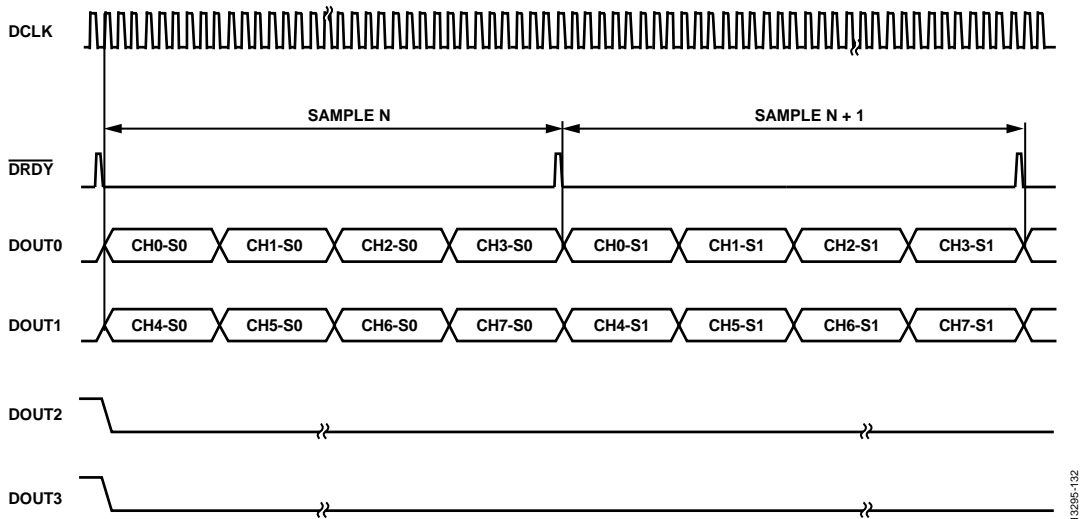 DCLK
SAMPLE N
SAMPLE N + 1
DRDY
DOUT0
CH0-S0
CH1-S0
CH2-S0
CH3-S0
CH0-S1
CH1-S1
CH2-S1
CH3-S1
DOUT1
CH4-S0
CH5-S0
CH6-S0
CH7-S0
CH4-S1
CH5-S1
CH6-S1
CH7-S1
DOUT2
DOUT3
13295-132